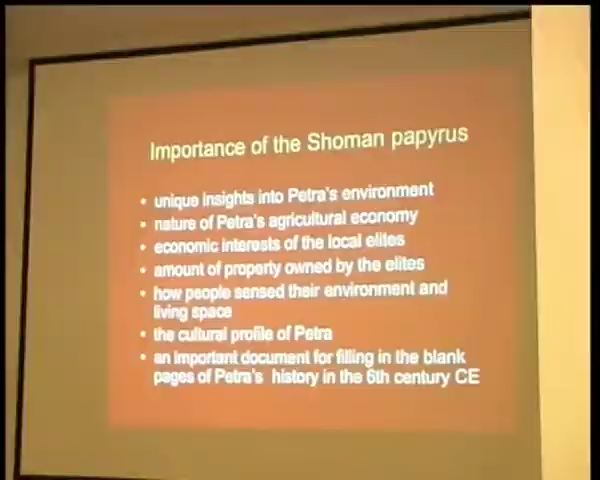 Importance of the Shoman papyrus
• unique insights into Petra's environment
• nature of Petra's agricultural economy
• economic interests of the local elites
• amount of property owned by the elites
• how people sensed their environment and
living space
• the cultural profile of Petra
• an important document for filling in the blank
pages of Petra's history in the 6th century CE